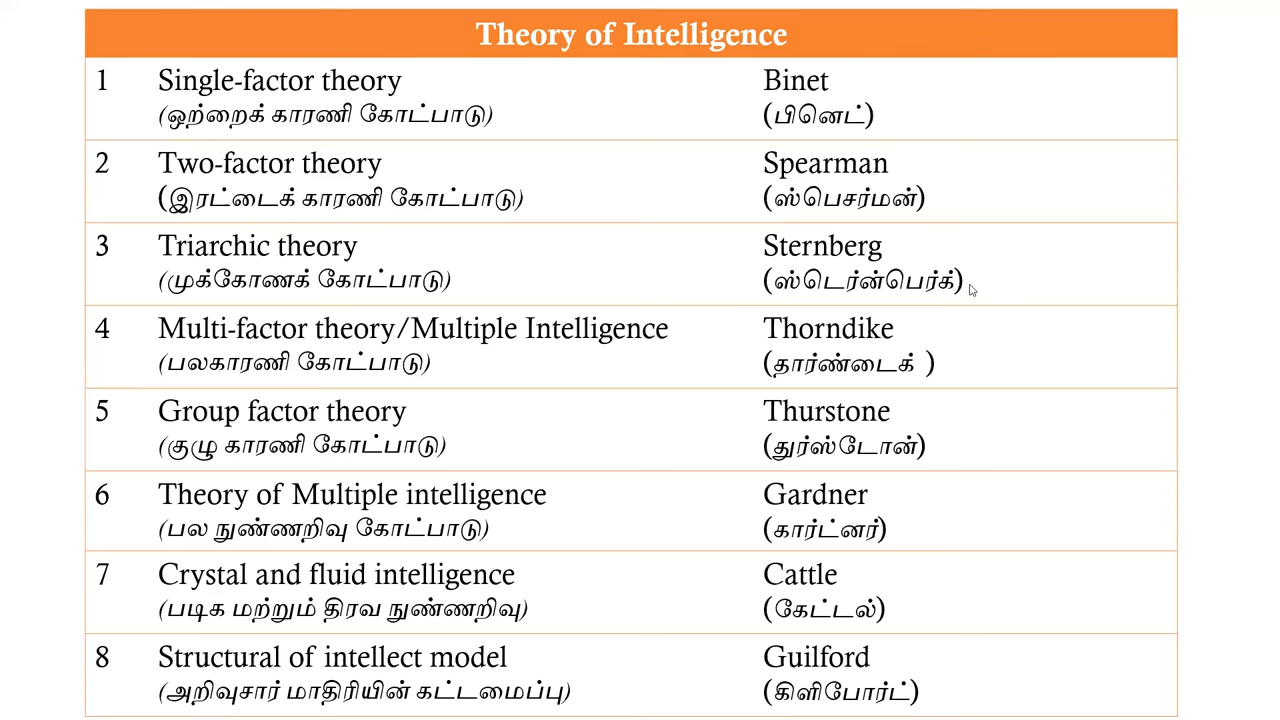 Theory of Intelligence
1 Single-factor theory Binet
(ஒற்றைக் காரணி கோட்பாடு) (பினெட்)
2 Two-factor theory Spearman
(இரட்டைக் காரணி கோட்பாடு) (ஸ்பெசர்மன்)
3 Triarchic theory Sternberg
(முக்கோணக் கோட்பாடு) (ஸ்டெர்ன்பெர்க்)
4 Multi-factor theory/Multiple Intelligence Thorndike
(பலகாரணி கோட்பாடு) (தார்ண்டைக் )
5 Group factor theory Thurstone
(குழு காரணி கோட்பாடு) (துர்ஸ்டோன்)
6 Theory of Multiple intelligence Gardner
(பல நுண்ணறிவு கோட்பாடு) (கார்ட்னர்)
7 Crystal and fluid intelligence Cattle
(படிக மற்றும் திரவ நுண்ணறிவு) (கேட்டல்)
8 Structural of intellect model Guilford
(அறிவுசார் மாதிரியின் கட்டமைப்பு) (கிளிபோர்ட்)